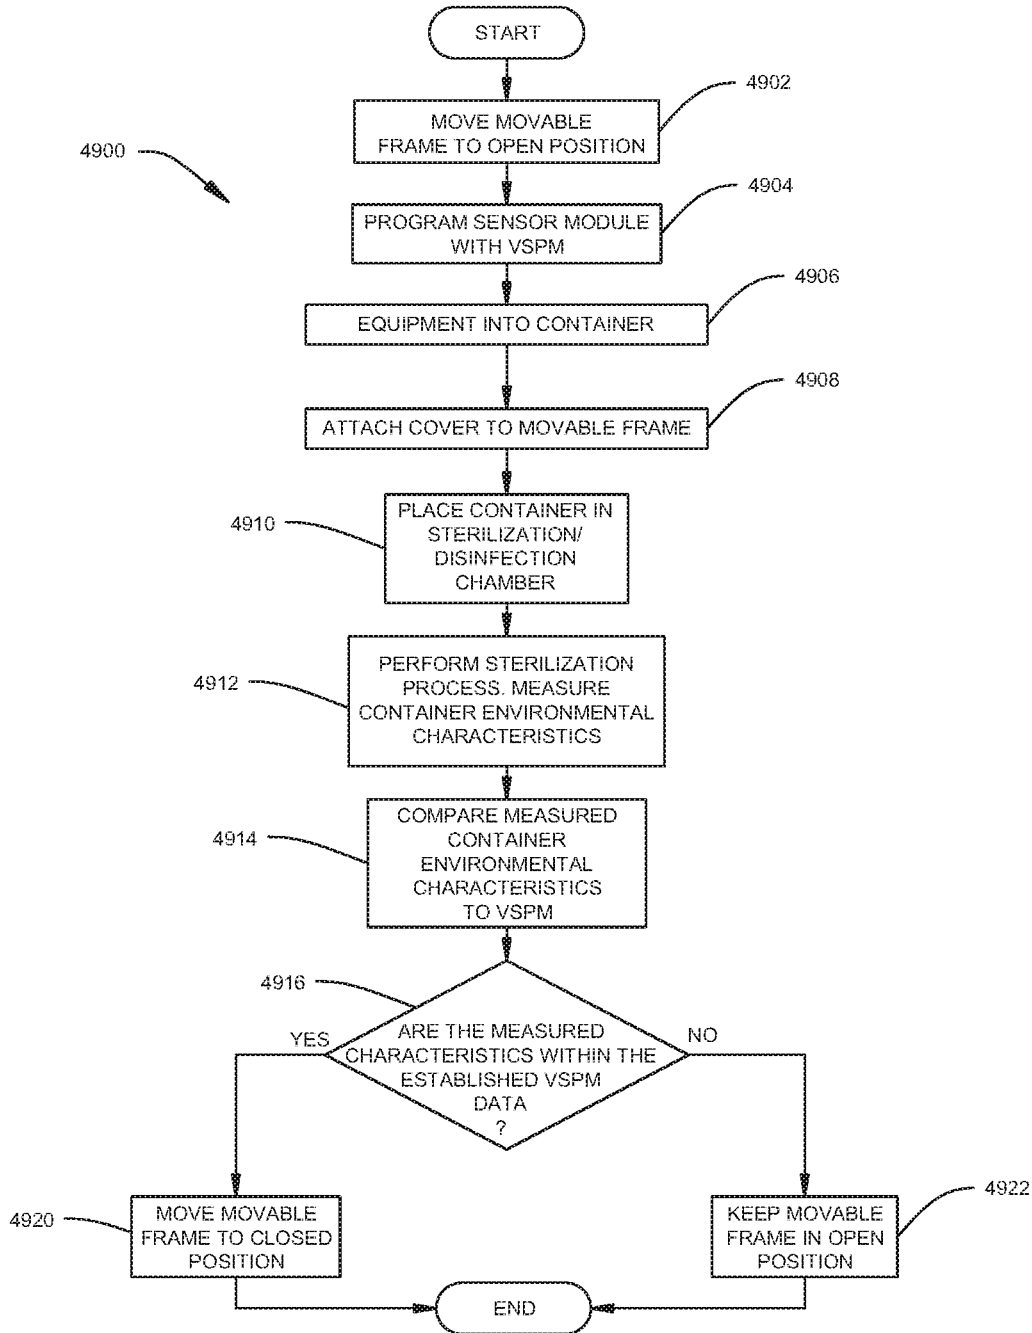 START
4902
MOVE MOVABLE
FRAME TO OPEN POSITION
4900
4904
PROGRAM SENSOR MODULE
WITH VSPM
4906
EQUIPMENT INTO CONTAINER
4908
ATTACH COVER TO MOVABLE FRAME
4910
PLACE CONTAINER IN
STERILIZATION/
DISINFECTION
CHAMBER
4912
PERFORM STERILIZATION
PROCESS. MEASURE
CONTAINER ENVIRONMENTAL
CHARACTERISTICS
4914
COMPARE MEASURED
CONTAINER
ENVIRONMENTAL
CHARACTERISTICS
TO VSPM
4916
YES
NO
ARE THE MEASURED
CHARACTERISTICS WITHIN THE
ESTABLISHED VSPM
DATA
?
4920
MOVE MOVABLE
FRAME TO CLOSED
POSITION
4922
KEEP MOVABLE
FRAME IN OPEN
POSITION
END